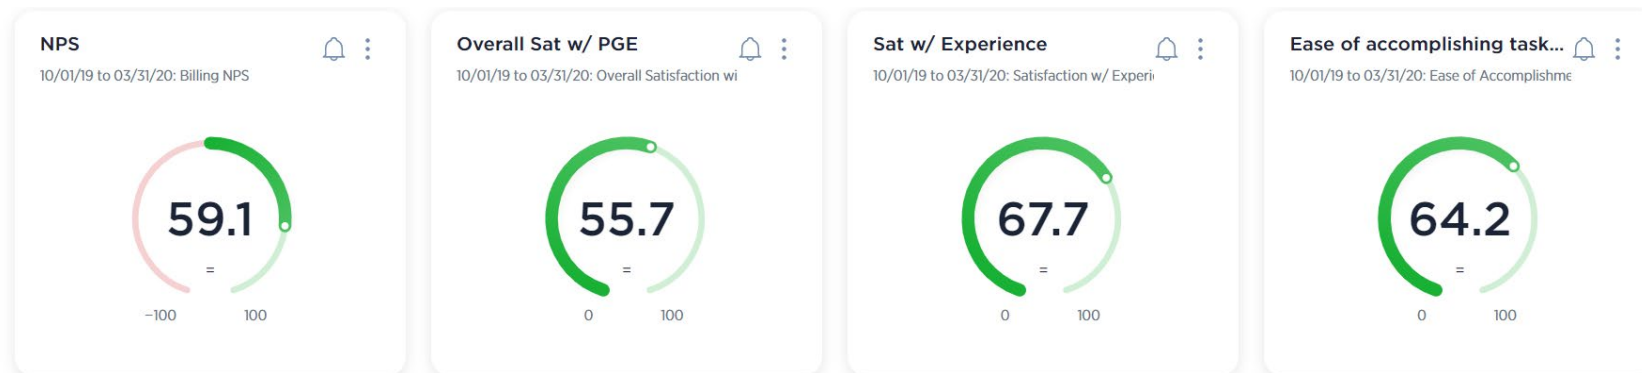 NPS
10/01/19 to 03/31/20: Billing NPS
59.1
=
-100 100
Overall Sat w/ PGE
10/01/19 to 03/31/20: Overall Satisfaction wi
55.7
=
0 100
Sat w/ Experience
10/01/19 to 03/31/20: Satisfaction w/ Experi
67.7
=
0 100
Ease of accomplishing task...
10/01/19 to 03/31/20: Ease of Accomplishme
64.2
=
0 100